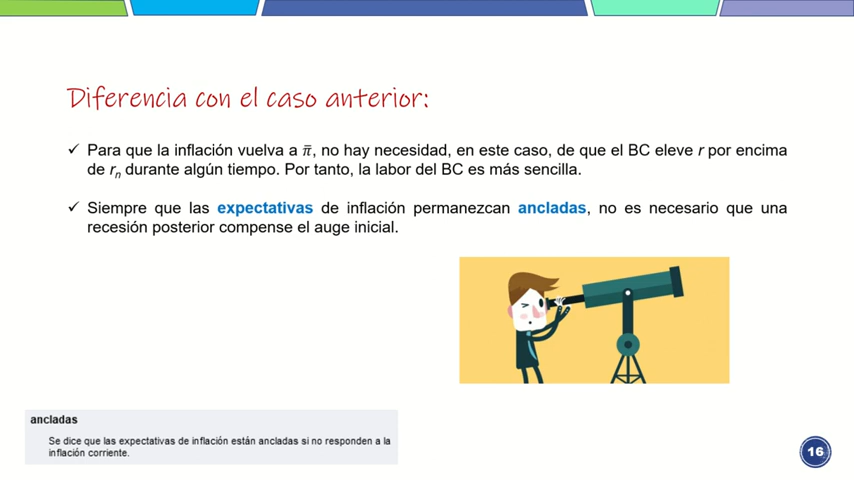 Diferencia con el caso anterior:
✓ Para que la inflación vuelva a π̄, no hay necesidad, en este caso, de que el BC eleve r por encima
de rₙ durante algún tiempo. Por tanto, la labor del BC es más sencilla.
✓ Siempre que las expectativas de inflación permanezcan ancladas, no es necesario que una
recesión posterior compense el auge inicial.
ancladas
Se dice que las expectativas de inflación están ancladas si no responden a la
inflación corriente.
16